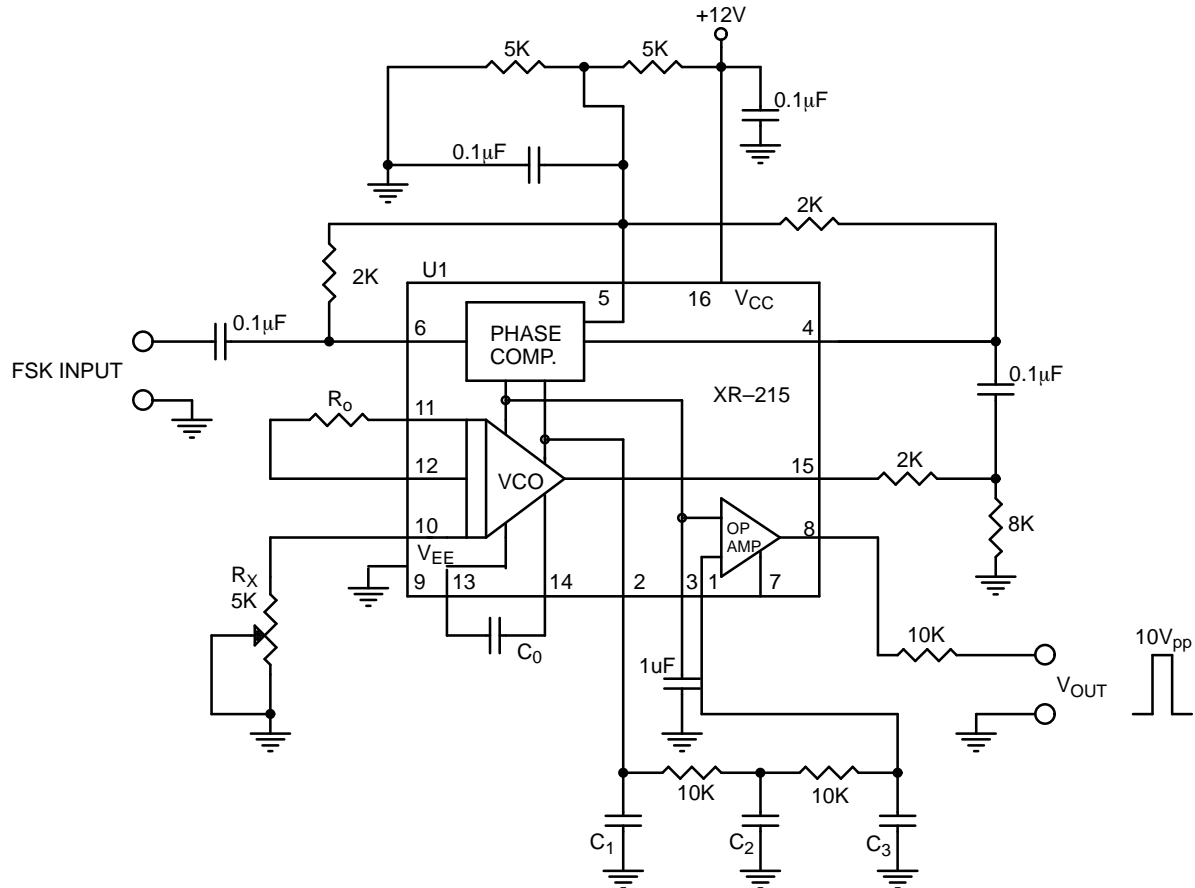 +12V
5K
5K
0.1μF
0.1μF
2K
2K
U1
5
16
VCC
0.1μF
6
PHASE
COMP.
4
FSK INPUT
0.1μF
XR–215
Ro
11
12
VCO
15
2K
8K
10
VEE
OP
AMP
8
9
13
14
2
3
1
7
RX
5K
C0
1uF
10K
VOUT
10Vpp
10K
10K
C1
C2
C3